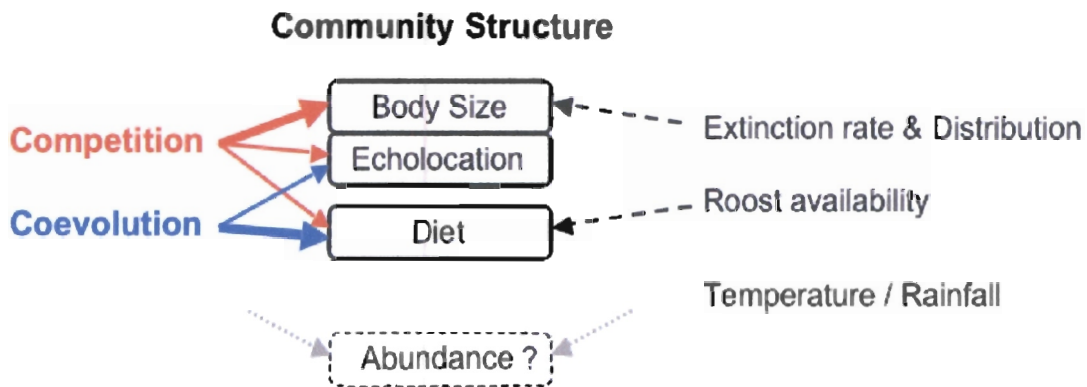 Community Structure
Body Size
Competition
Echolocation
Extinction rate & Distribution
Coevolution
Diet
Roost availability
Temperature / Rainfall
Abundance ?